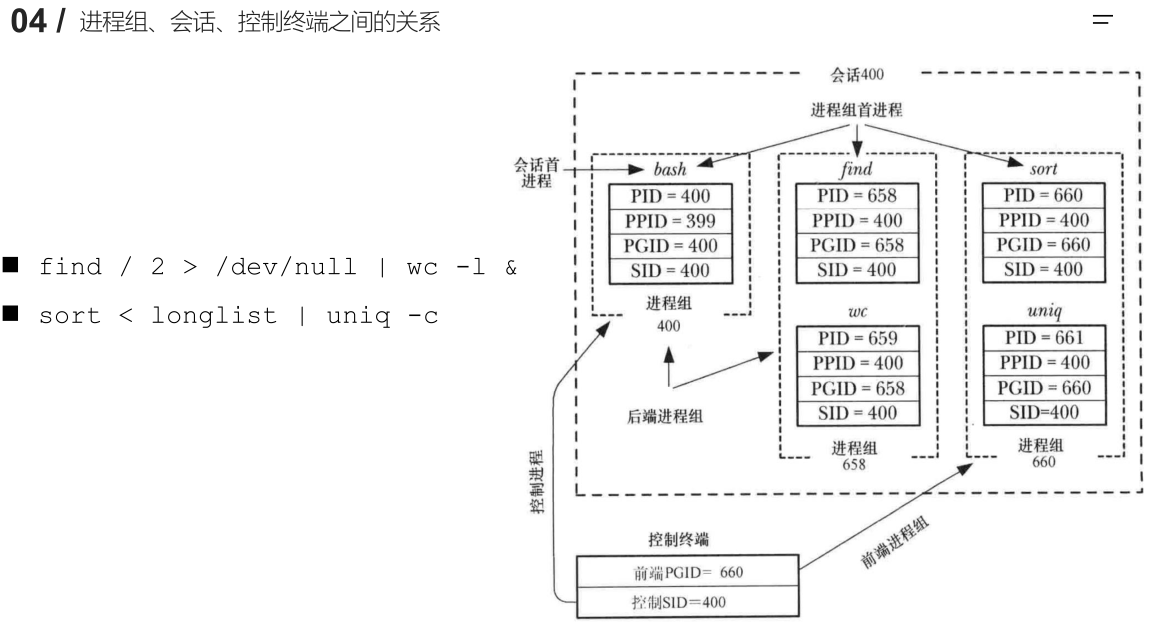 04 / 进程组、会话、控制终端之间的关系
■ find / 2 > /dev/null | wc -l &
■ sort < longlist | uniq -c
会话400
进程组首进程
会话首
进程
bash
PID = 400
PPID = 399
PGID = 400
SID = 400
进程组
400
find
PID = 658
PPID = 400
PGID = 658
SID = 400
wc
PID = 659
PPID = 400
PGID = 658
SID = 400
进程组
658
sort
PID = 660
PPID = 400
PGID = 660
SID = 400
uniq
PID = 661
PPID = 400
PGID = 660
SID=400
进程组
660
后端进程组
控制进程
前端进程组
控制终端
前端PGID= 660
控制SID=400